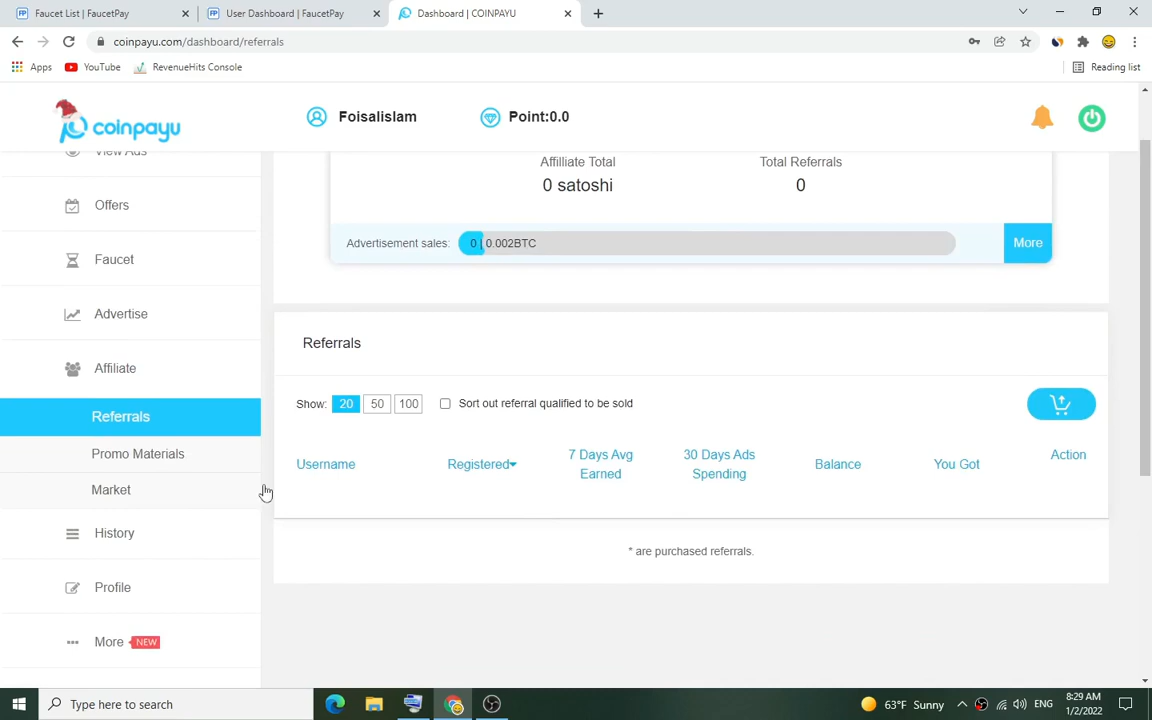 Faucet List | FaucetPay
User Dashboard | FaucetPay
Dashboard | COINPAYU
coinpayu.com/dashboard/referrals
Apps
YouTube
RevenueHits Console
Reading list
coinpayu
Foisalislam
Point:0.0
View Ads
Offers
Faucet
Advertise
Affiliate
Referrals
Promo Materials
Market
History
Profile
More NEW
Affilliate Total
0 satoshi
Total Referrals
0
Advertisement sales:
0 | 0.002BTC
More
Referrals
Show: 20 50 100
Sort out referral qualified to be sold
Username
Registered
7 Days Avg
Earned
30 Days Ads
Spending
Balance
You Got
Action
* are purchased referrals.
Type here to search
63°F Sunny
ENG
8:29 AM
1/2/2022